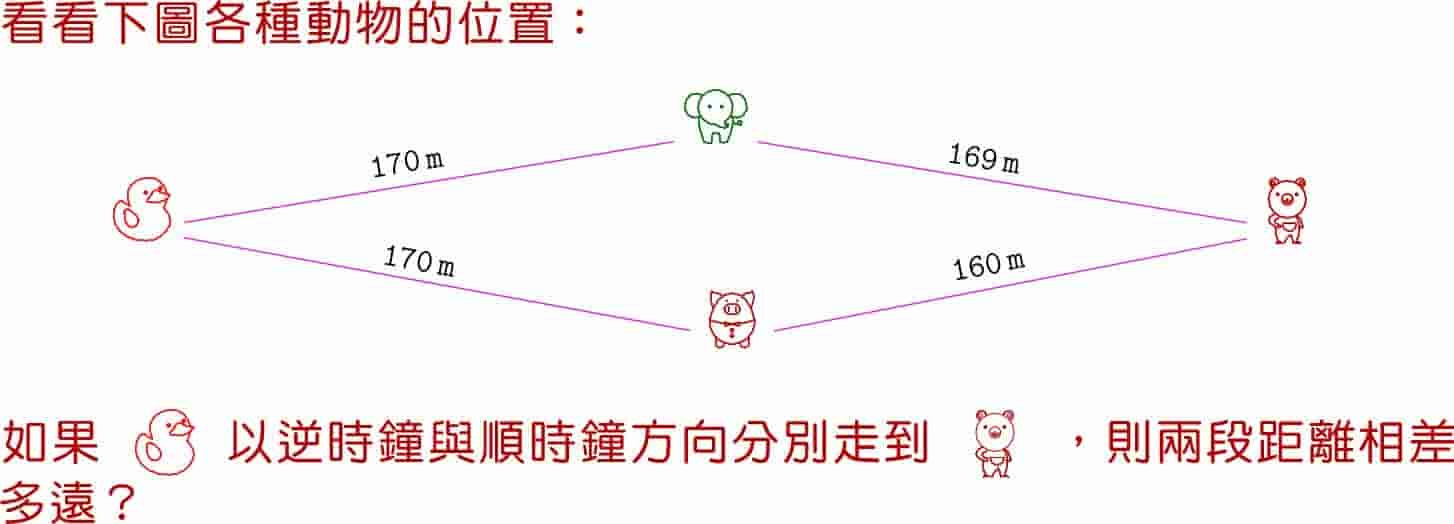 看看下圖各種動物的位置：
170 m
169 m
170 m
160 m
如果 以逆時鐘與順時鐘方向分別走到 ，則兩段距離相差
多遠？